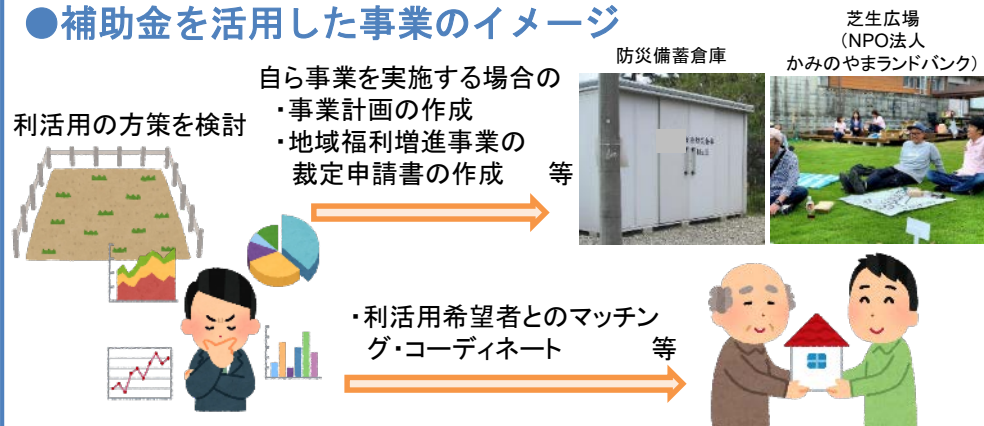 ●補助金を活用した事業のイメージ
利活用の方策を検討
自ら事業を実施する場合の
・事業計画の作成
・地域福利増進事業の
裁定申請書の作成　等
防災備蓄倉庫
芝生広場
（NPO法人
かみのやまランドバンク）
・利活用希望者とのマッチン
グ・コーディネート　等